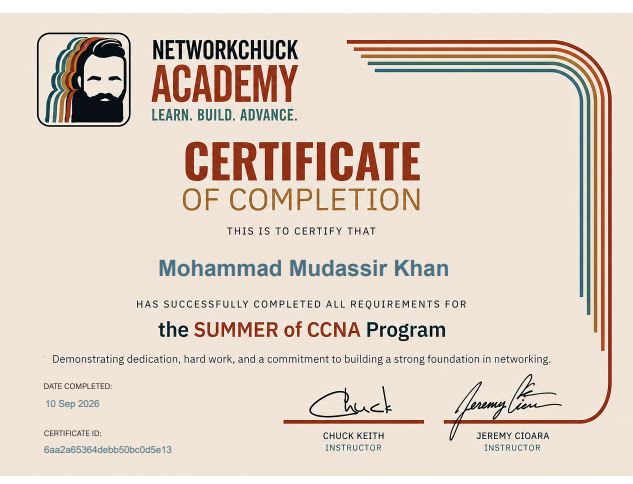 NETWORKCHUCK
ACADEMY
LEARN. BUILD. ADVANCE.
CERTIFICATE
OF COMPLETION
THIS IS TO CERTIFY THAT
Mohammad Mudassir Khan
HAS SUCCESSFULLY COMPLETED ALL REQUIREMENTS FOR
the SUMMER of CCNA Program
Demonstrating dedication, hard work, and a commitment to building a strong foundation in networking.
DATE COMPLETED:
10 Sep 2026
CERTIFICATE ID:
6aa2a65364debb50bc0d5e13
Chuck
CHUCK KEITH
INSTRUCTOR
Jeremy Cioara
JEREMY CIOARA
INSTRUCTOR